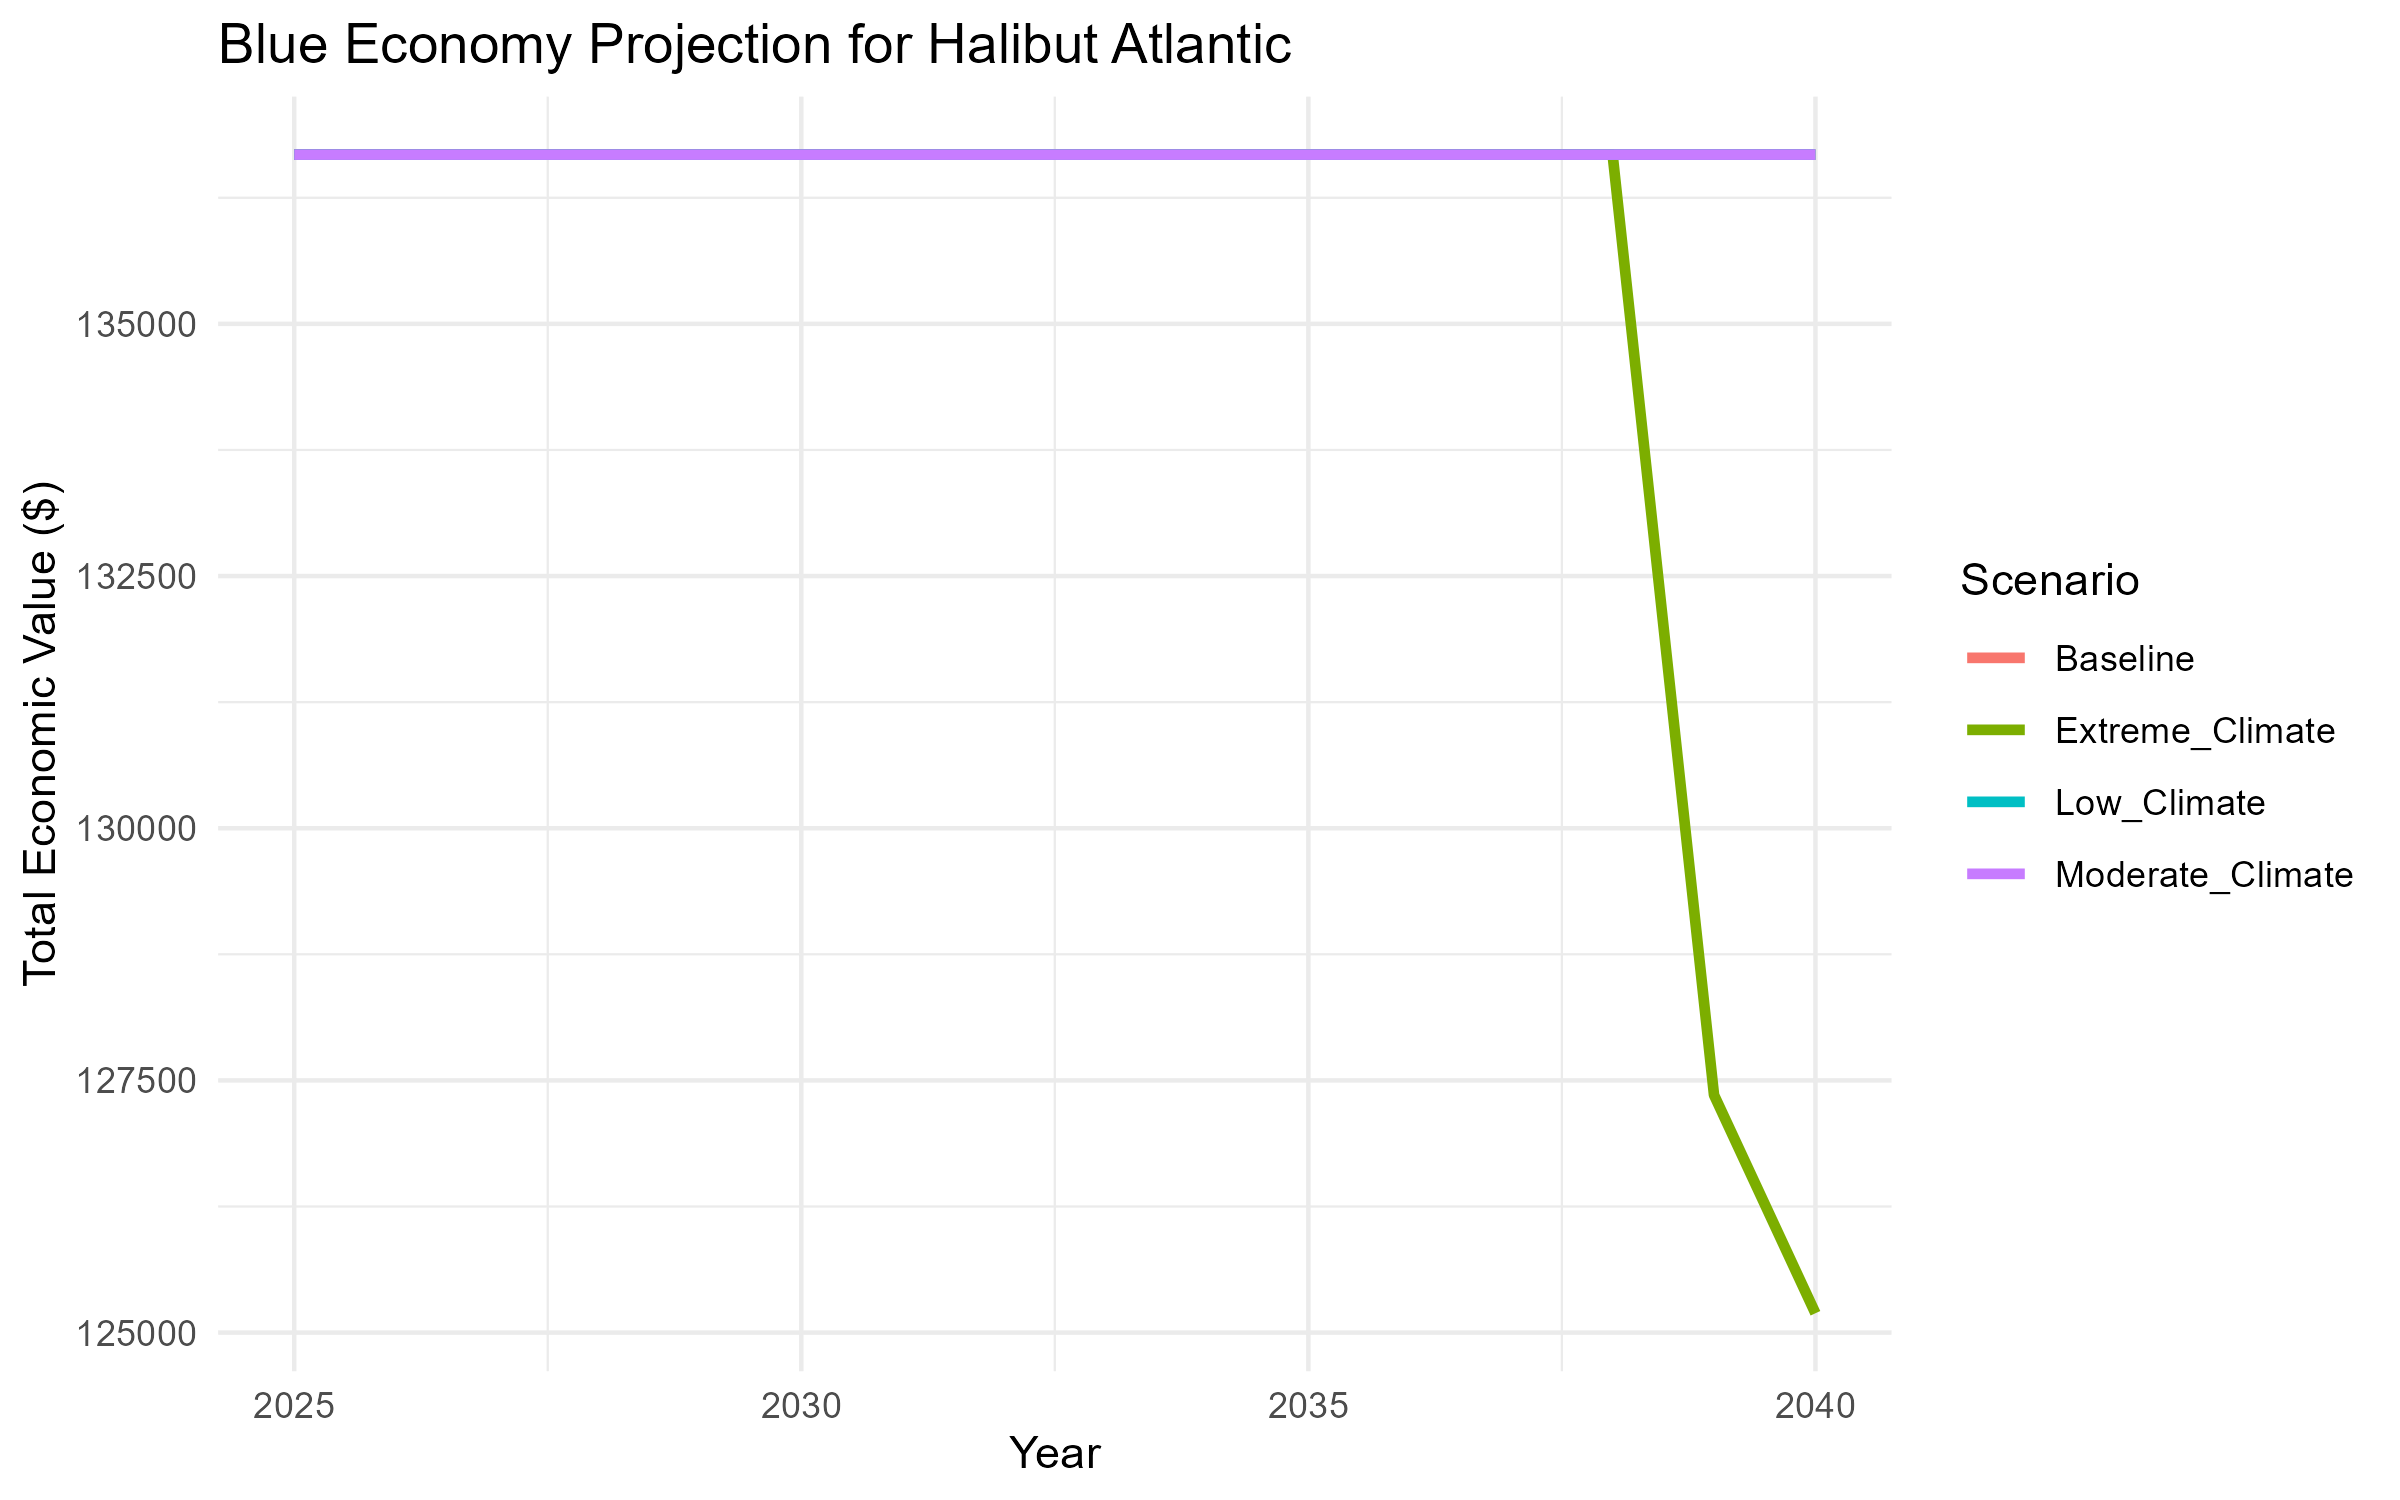 Blue Economy Projection for Halibut Atlantic
Total Economic Value ($)
135000
132500
130000
127500
125000
2025
2030
2035
2040
Year
Scenario
Baseline
Extreme_Climate
Low_Climate
Moderate_Climate